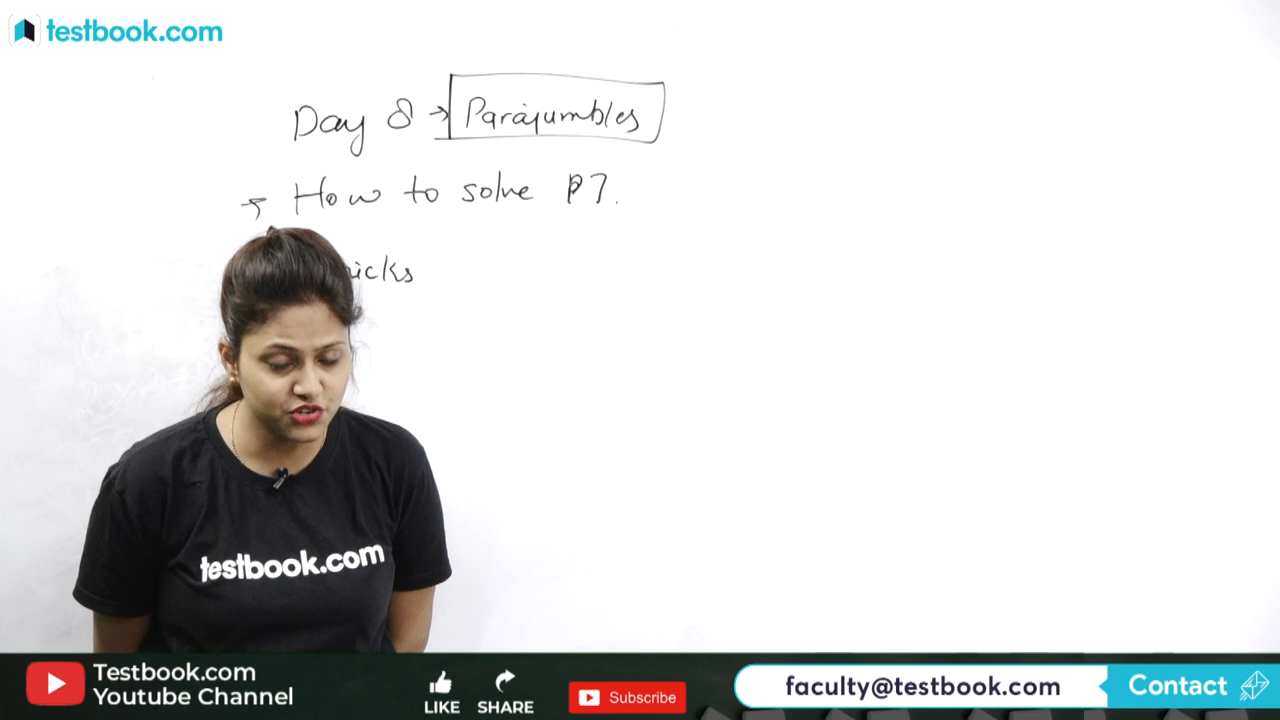 testbook.com
Day 8 → Parajumbles
→ How to solve PJ.
icks
testbook.com
Testbook.com
Youtube Channel
LIKE
SHARE
Subscribe
faculty@testbook.com
Contact